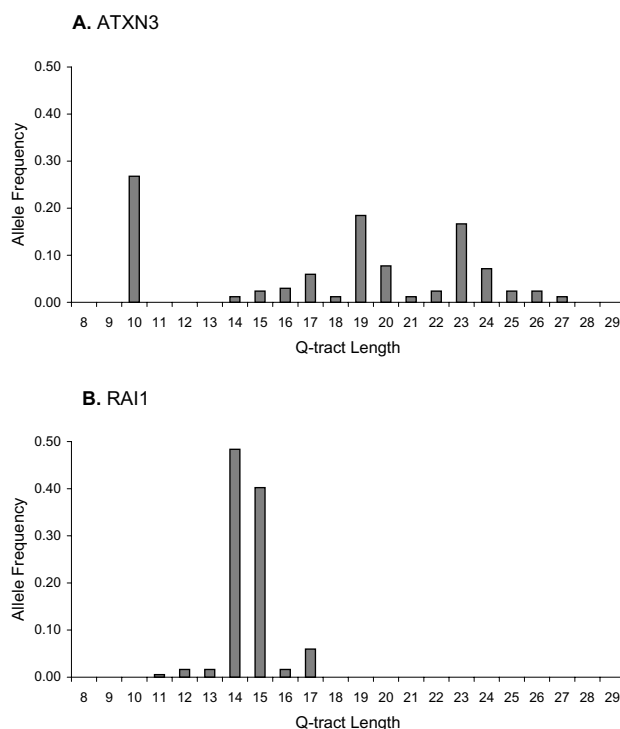 A. ATXN3
0.50
0.40
0.30
0.20
0.10
0.00
Allele Frequency
8 9 10 11 12 13 14 15 16 17 18 19 20 21 22 23 24 25 26 27 28 29
Q-tract Length
B. RAI1
0.50
0.40
0.30
0.20
0.10
0.00
Allele Frequency
8 9 10 11 12 13 14 15 16 17 18 19 20 21 22 23 24 25 26 27 28 29
Q-tract Length